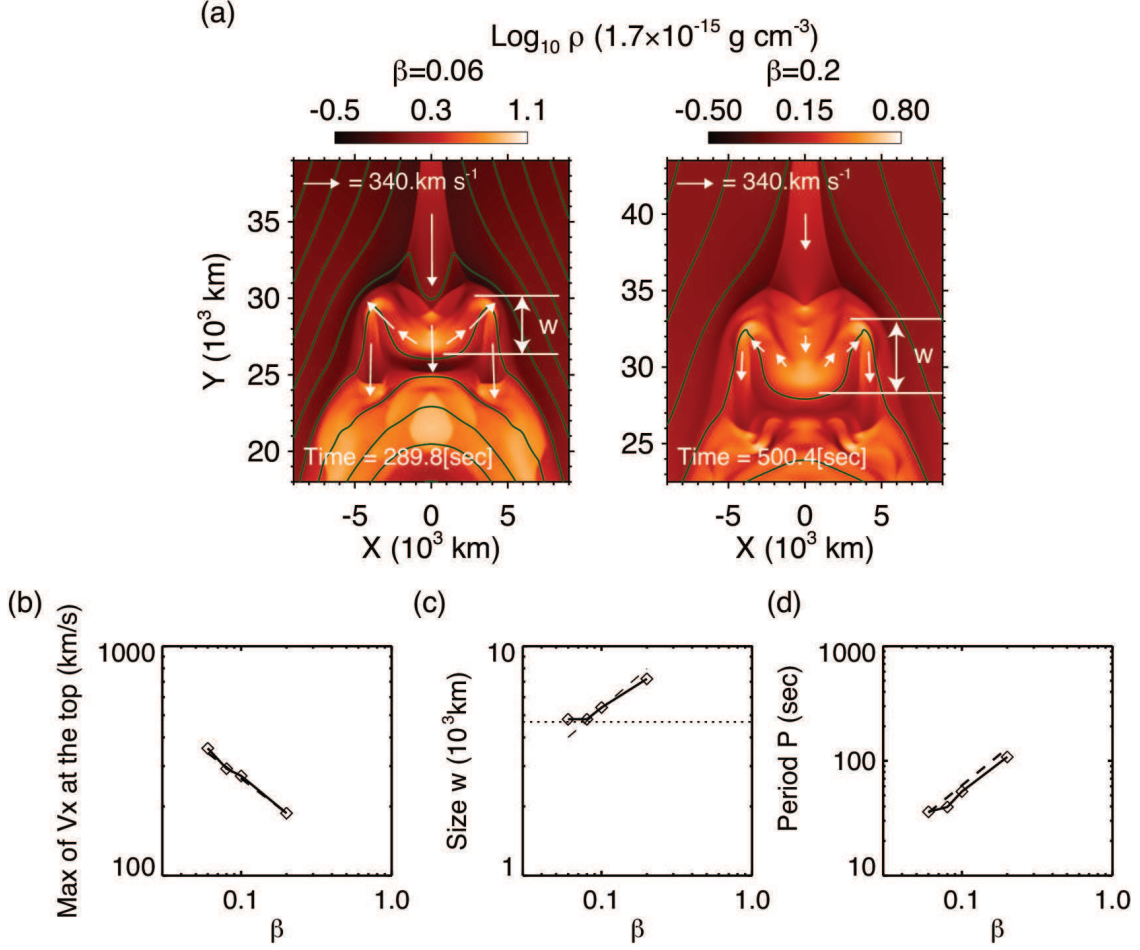 (a)
Log₁₀ ρ (1.7×10⁻¹⁵ g cm⁻³)
β=0.06
β=0.2
-0.5 0.3 1.1
-0.50 0.15 0.80
= 340.km s⁻¹
= 340.km s⁻¹
35
30
25
20
40
35
30
25
Y (10³ km)
w
w
Time = 289.8[sec]
Time = 500.4[sec]
-5 0 5
-5 0 5
X (10³ km)
X (10³ km)
(b)
(c)
(d)
1000
100
Max of Vx at the top (km/s)
0.1 1.0
β
10
1
Size w (10³km)
0.1 1.0
β
1000
100
10
Period P (sec)
0.1 1.0
β